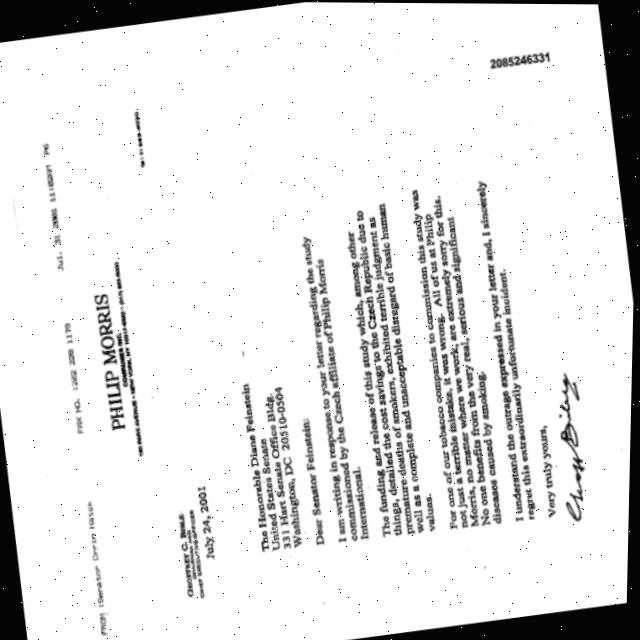 FROM :Senator Orrin Hatch FAX NO. :1202 228 1178 Jul. 31 2001 11:02AM P6
PHILIP MORRIS
GEOFFREY C. BIBLE
CHIEF EXECUTIVE OFFICER
July 24, 2001
The Honorable Diane Feinstein
United States Senate
331 Hart Senate Office Bldg.
Washington, DC 20510-0504
Dear Senator Feinstein:
I am writing in response to your letter regarding the study
commissioned by the Czech affiliate of Philip Morris
International.
The funding and release of this study which, among other
things, detailed the cost savings to the Czech Republic due to
premature deaths of smokers, exhibited terrible judgment as
well as a complete and unacceptable disregard of basic human
values.
For one of our tobacco companies to commission this study was
not just a terrible mistake, it was wrong. All of us at Philip
Morris, no matter where we work, are extremely sorry for this.
No one benefits from the very real, serious and significant
diseases caused by smoking.
I understand the outrage expressed in your letter and, I sincerely
regret this extraordinarily unfortunate incident.
Very truly yours,
2085246331